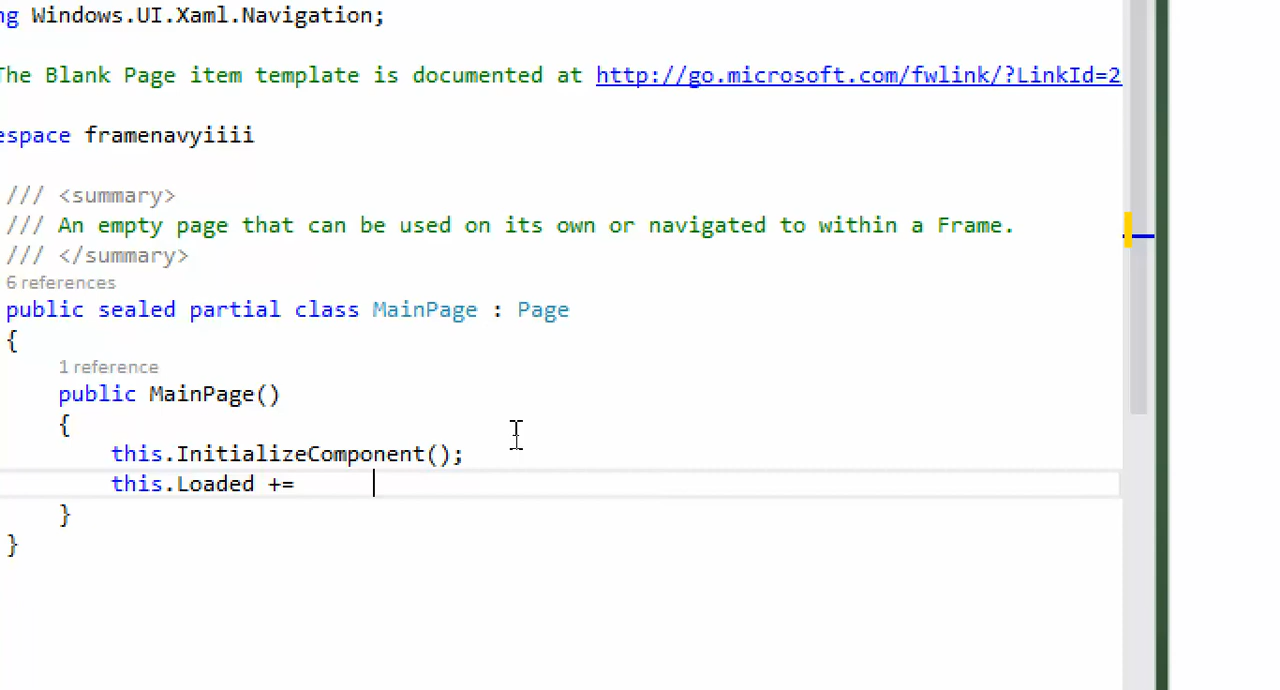 ng Windows.UI.Xaml.Navigation;
The Blank Page item template is documented at http://go.microsoft.com/fwlink/?LinkId=2
espace framenavyiiii
/// <summary>
/// An empty page that can be used on its own or navigated to within a Frame.
/// </summary>
6 references
public sealed partial class MainPage : Page
{
1 reference
public MainPage()
{
this.InitializeComponent();
this.Loaded +=
}
}